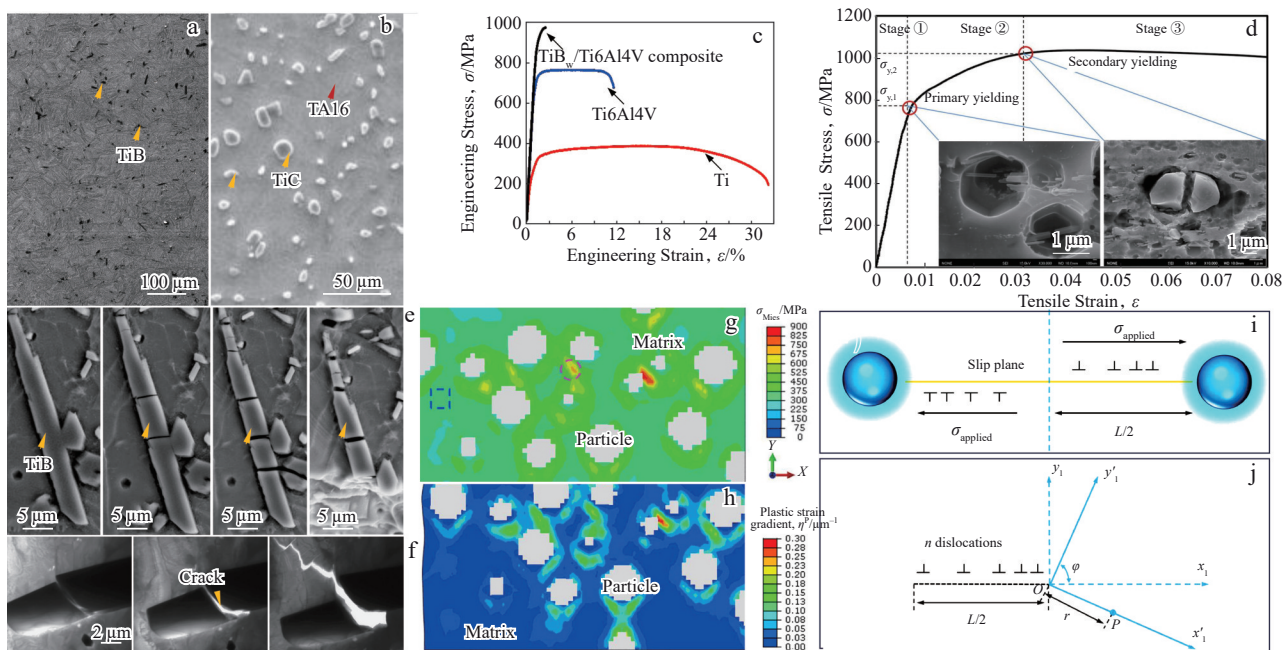 a
TiB
100 μm
b
TA16
TiC
50 μm
c
Engineering Stress, σ/MPa
1000
800
600
400
200
0
0 6 12 18 24 30
Engineering Strain, ε/%
TiBw/Ti6Al4V composite
Ti6Al4V
Ti
d
Tensile Stress, σ/MPa
1200
1000
σy,2
σy,1
800
600
400
200
0
Stage ① Stage ② Stage ③
Secondary yielding
Primary yielding
1 μm
1 μm
0 0.01 0.02 0.03 0.04 0.05 0.06 0.07 0.08
Tensile Strain, ε
e
TiB
5 μm
5 μm
5 μm
5 μm
f
Crack
2 μm
g
Matrix
Particle
σMies/MPa
900
825
750
675
600
525
450
375
300
225
150
75
0
Y
X
h
Particle
Matrix
Plastic strain
gradient, ηP/μm−1
0.30
0.28
0.25
0.23
0.20
0.18
0.15
0.13
0.10
0.08
0.05
0.03
0.00
i
σapplied
Slip plane
σapplied
L/2
j
y1
y′1
n dislocations
φ
x1
O
L/2
r
P
x′1